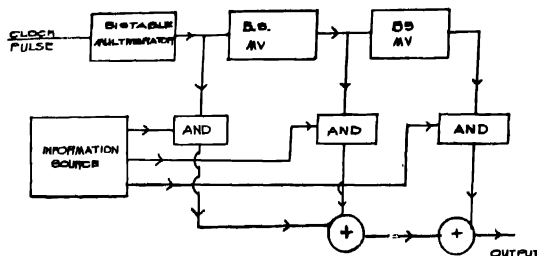 CLOCK
PULSE
BISTABLE
MULTIVIBRATOR
B.S.
MV
BS
MV
INFORMATION
SOURCE
AND
AND
AND
+
+
OUTPUT